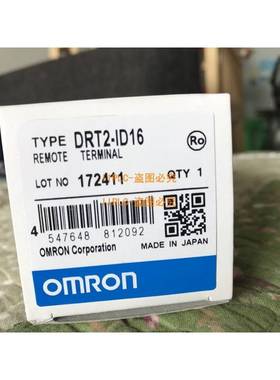 TYPE DRT2-ID16
REMOTE TERMINAL
Ro
LOT NO 172411
QTY 1
4 547648 812092
OMRON Corporation
MADE IN JAPAN
OMRON